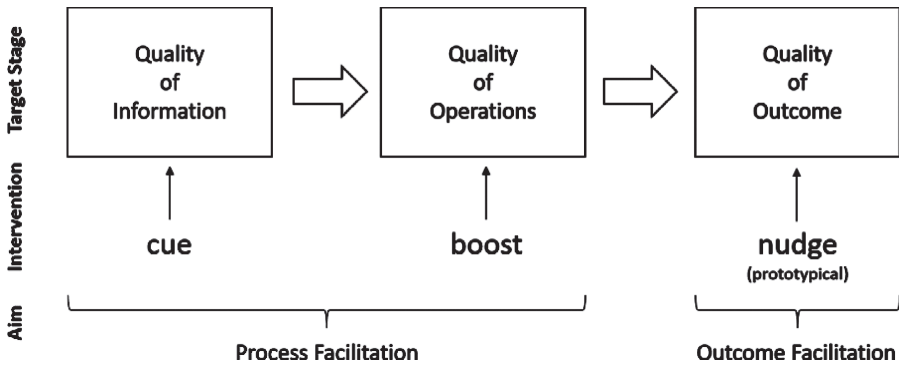 Target Stage
Quality
of
Information
Quality
of
Operations
Quality
of
Outcome
Intervention
cue
boost
nudge
(prototypical)
Aim
Process Facilitation
Outcome Facilitation